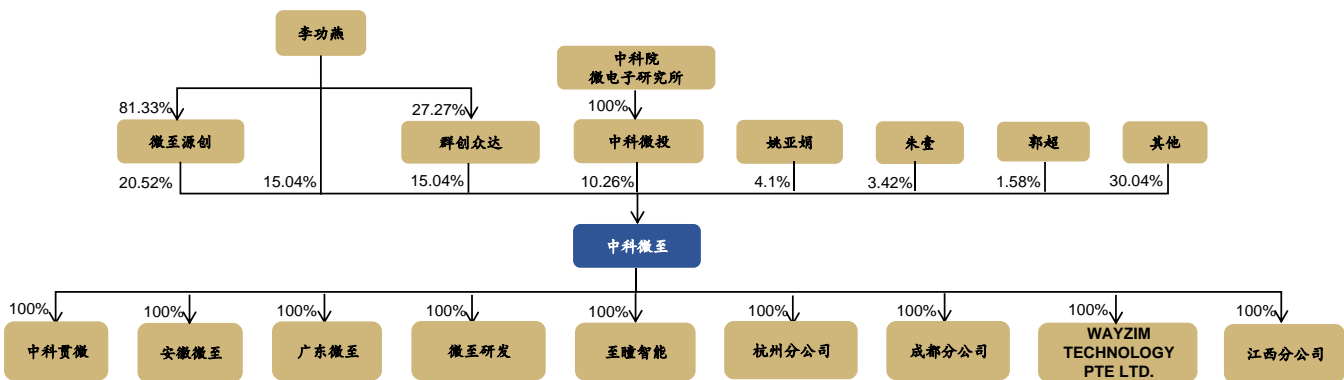 李功燕
中科院
微电子研究所
81.33%
27.27%
100%
微至源创
群创众达
中科微投
姚亚娟
朱壹
郭超
其他
20.52%
15.04%
15.04%
10.26%
4.1%
3.42%
1.58%
30.04%
中科微至
100%
100%
100%
100%
100%
100%
100%
100%
100%
中科贯微
安徽微至
广东微至
微至研发
至瞳智能
杭州分公司
成都分公司
WAYZIM
TECHNOLOGY
PTE LTD.
江西分公司